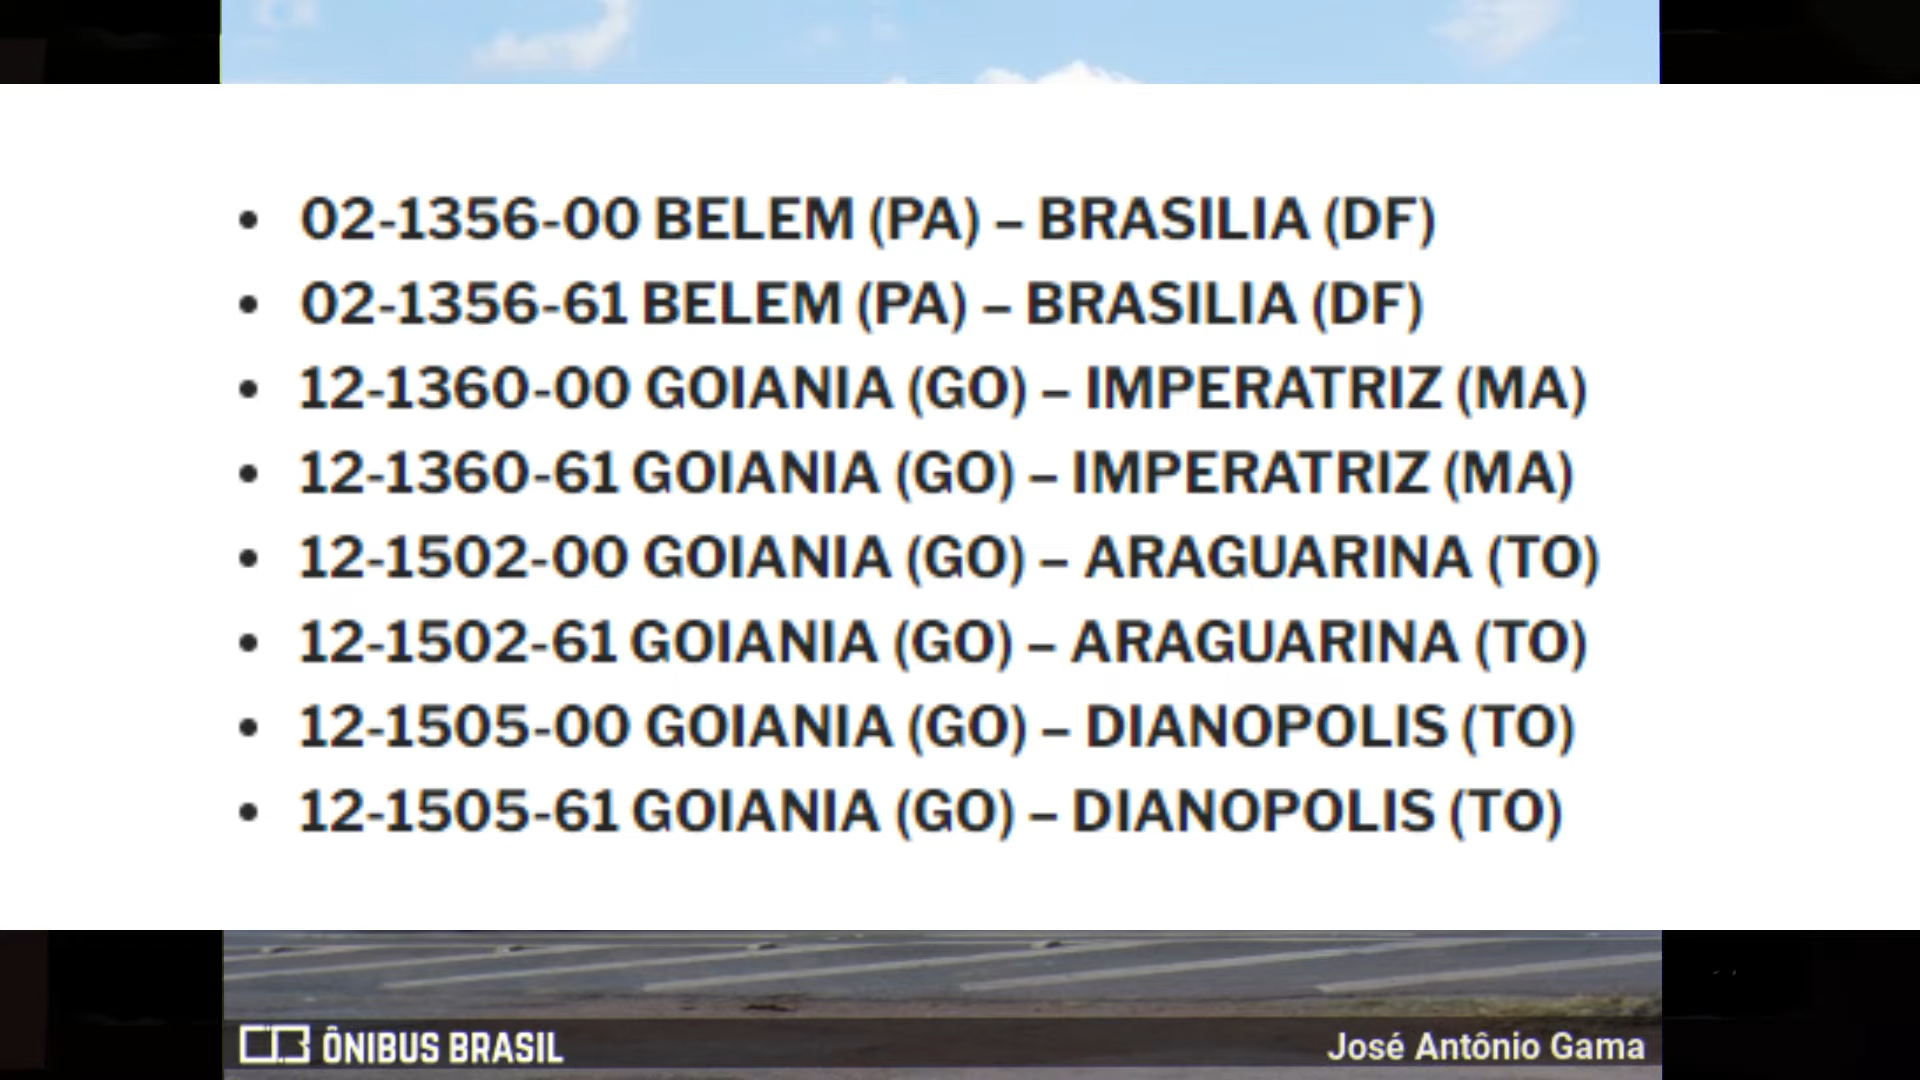 • 02-1356-00 BELEM (PA) – BRASILIA (DF)
• 02-1356-61 BELEM (PA) – BRASILIA (DF)
• 12-1360-00 GOIANIA (GO) – IMPERATRIZ (MA)
• 12-1360-61 GOIANIA (GO) – IMPERATRIZ (MA)
• 12-1502-00 GOIANIA (GO) – ARAGUARINA (TO)
• 12-1502-61 GOIANIA (GO) – ARAGUARINA (TO)
• 12-1505-00 GOIANIA (GO) – DIANOPOLIS (TO)
• 12-1505-61 GOIANIA (GO) – DIANOPOLIS (TO)
ÔNIBUS BRASIL
José Antônio Gama